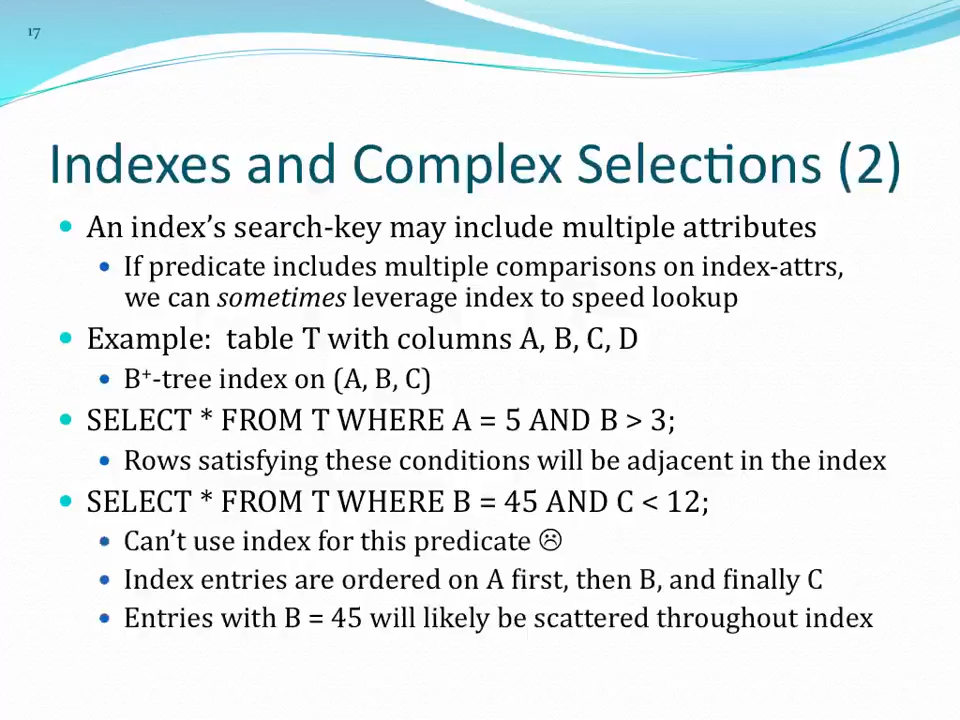 17
Indexes and Complex Selections (2)
• An index’s search-key may include multiple attributes
• If predicate includes multiple comparisons on index-attrs,
we can sometimes leverage index to speed lookup
• Example: table T with columns A, B, C, D
• B⁺-tree index on (A, B, C)
• SELECT * FROM T WHERE A = 5 AND B > 3;
• Rows satisfying these conditions will be adjacent in the index
• SELECT * FROM T WHERE B = 45 AND C < 12;
• Can’t use index for this predicate ☹
• Index entries are ordered on A first, then B, and finally C
• Entries with B = 45 will likely be scattered throughout index